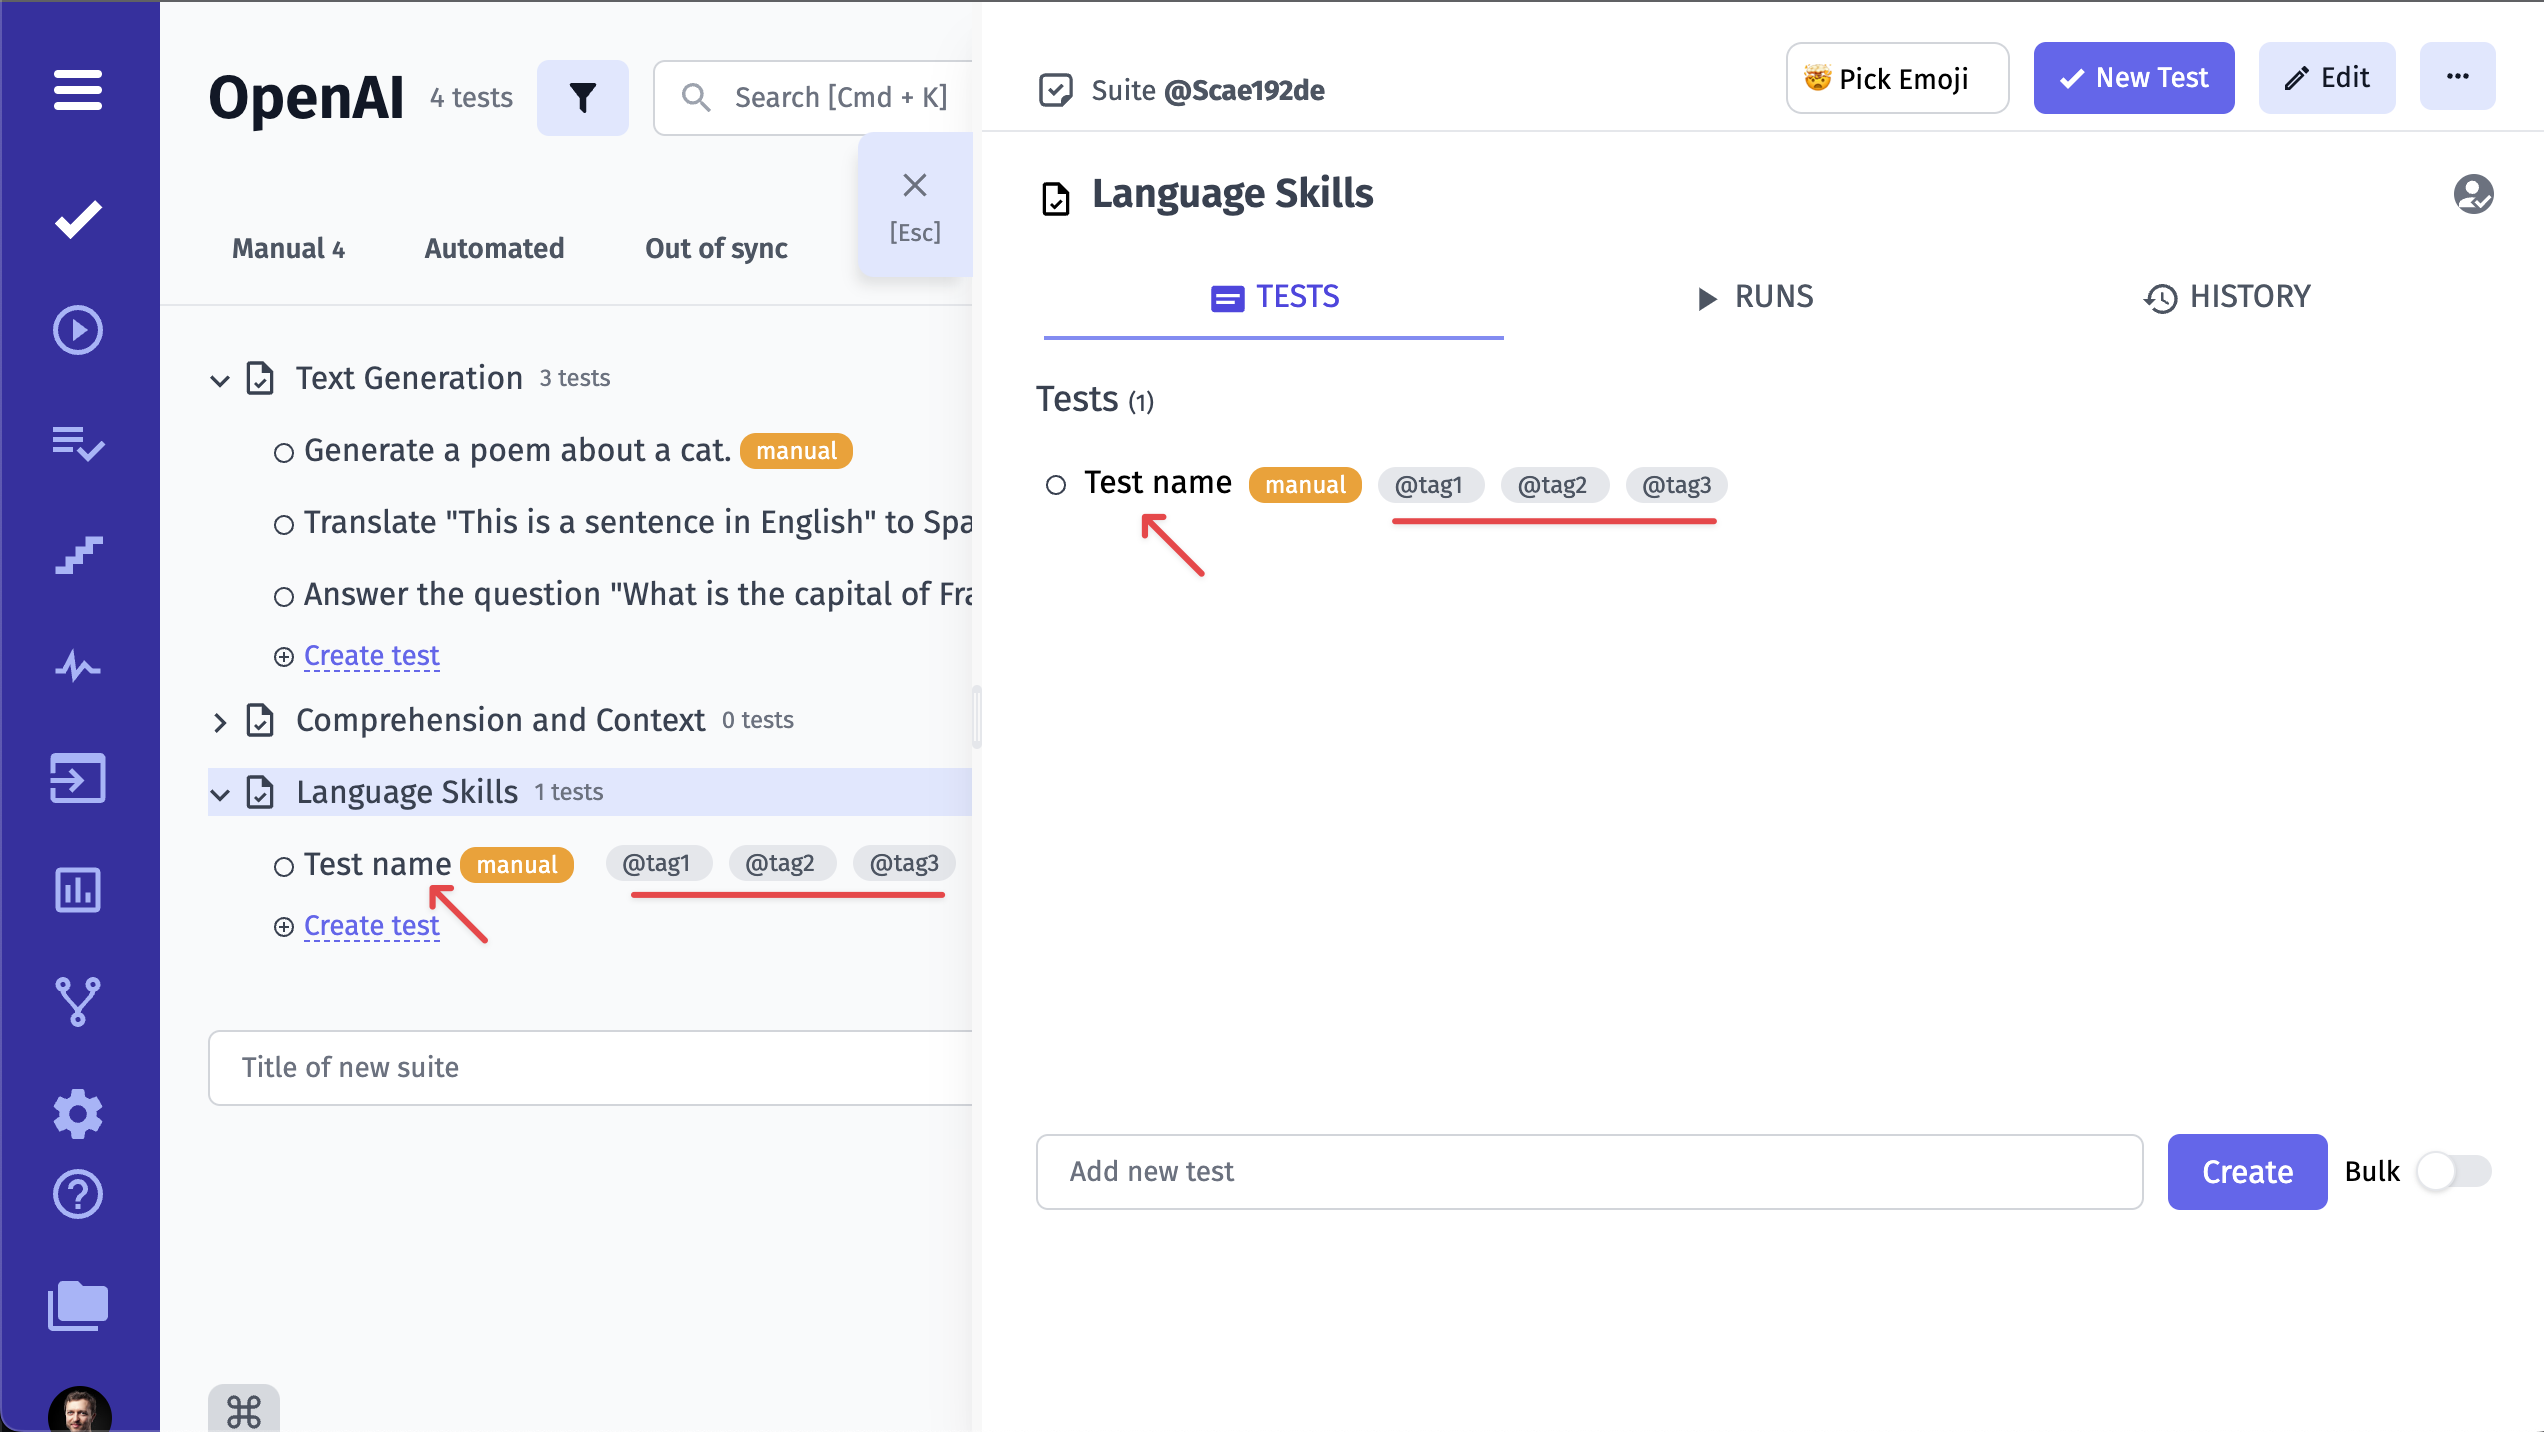 OpenAI 4 tests
Search [Cmd + K]
[Esc]
Manual 4 Automated Out of sync
Text Generation 3 tests
Generate a poem about a cat. manual
Translate "This is a sentence in English" to Spa
Answer the question "What is the capital of Fra
Create test
Comprehension and Context 0 tests
Language Skills 1 tests
Test name manual @tag1 @tag2 @tag3
Create test
Title of new suite
Suite @Scae192de
Pick Emoji
New Test
Edit
Language Skills
TESTS RUNS HISTORY
Tests (1)
Test name manual @tag1 @tag2 @tag3
Add new test
Create
Bulk